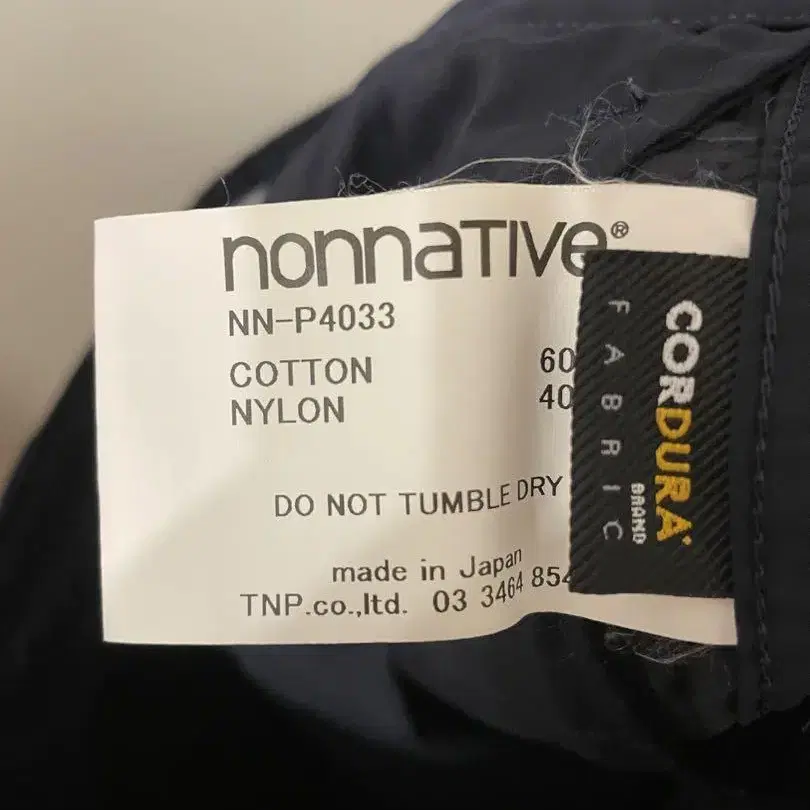 nonnaTIVe®
NN-P4033
COTTON 60
NYLON 40
DO NOT TUMBLE DRY
made in Japan
TNP.co.,ltd. 03 3464 854
CORDURA
BRAND
FABRIC